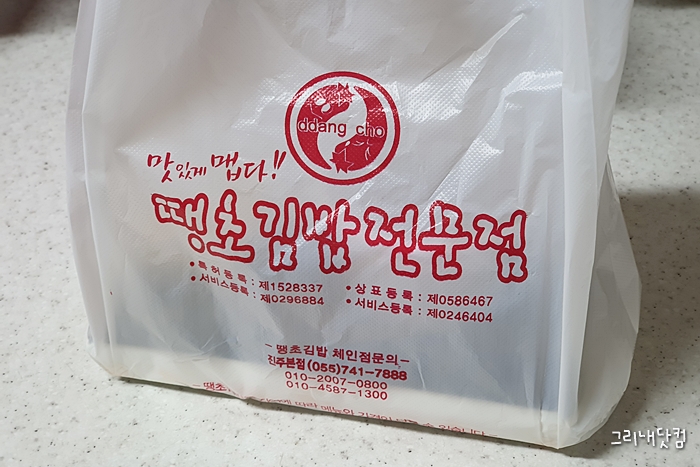 ddang cho
맛있게 맵다!!
땡초김밥전문점
• 특허등록 : 제1528337 • 상표등록 : 제0586467
• 서비스등록 : 제0296884 • 서비스등록 : 제0246404
- 땡초김밥 체인점문의 -
진주본점 (055)741-7888
010-2007-0800
010-4587-1300
그리내닷컴